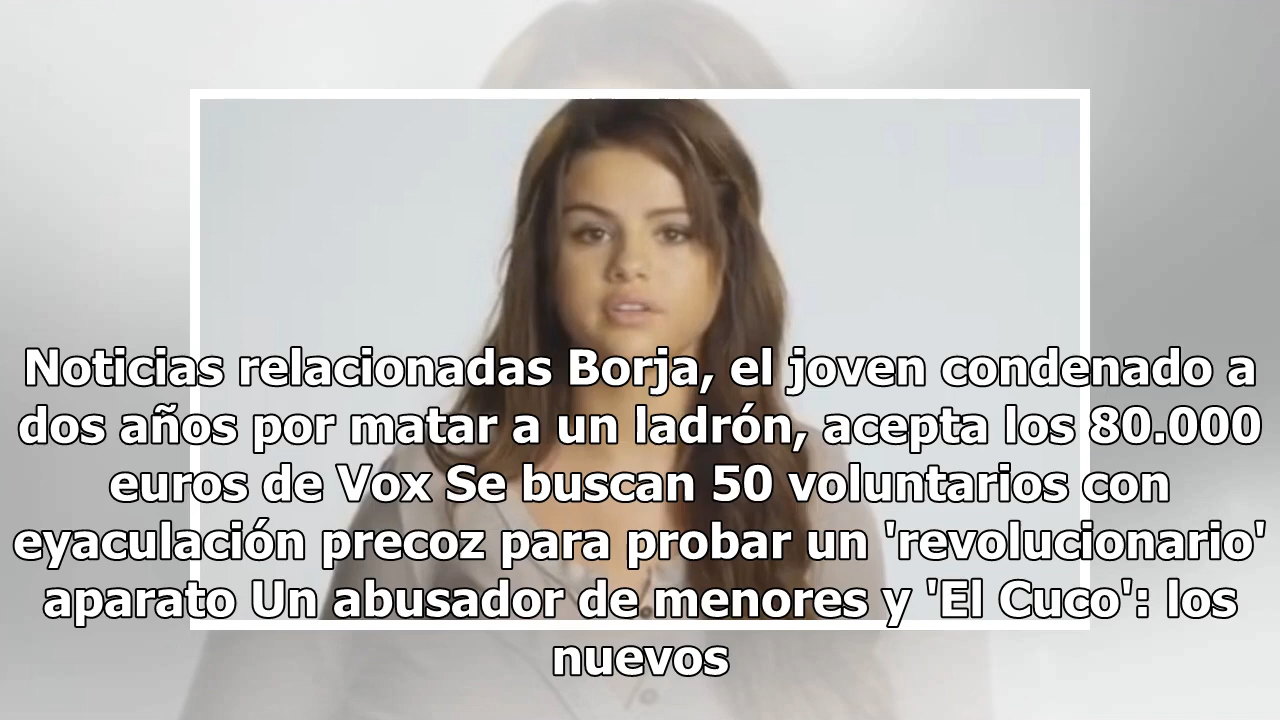 Noticias relacionadas Borja, el joven condenado a
dos años por matar a un ladrón, acepta los 80.000
euros de Vox Se buscan 50 voluntarios con
eyaculación precoz para probar un 'revolucionario'
aparato Un abusador de menores y 'El Cuco': los
nuevos